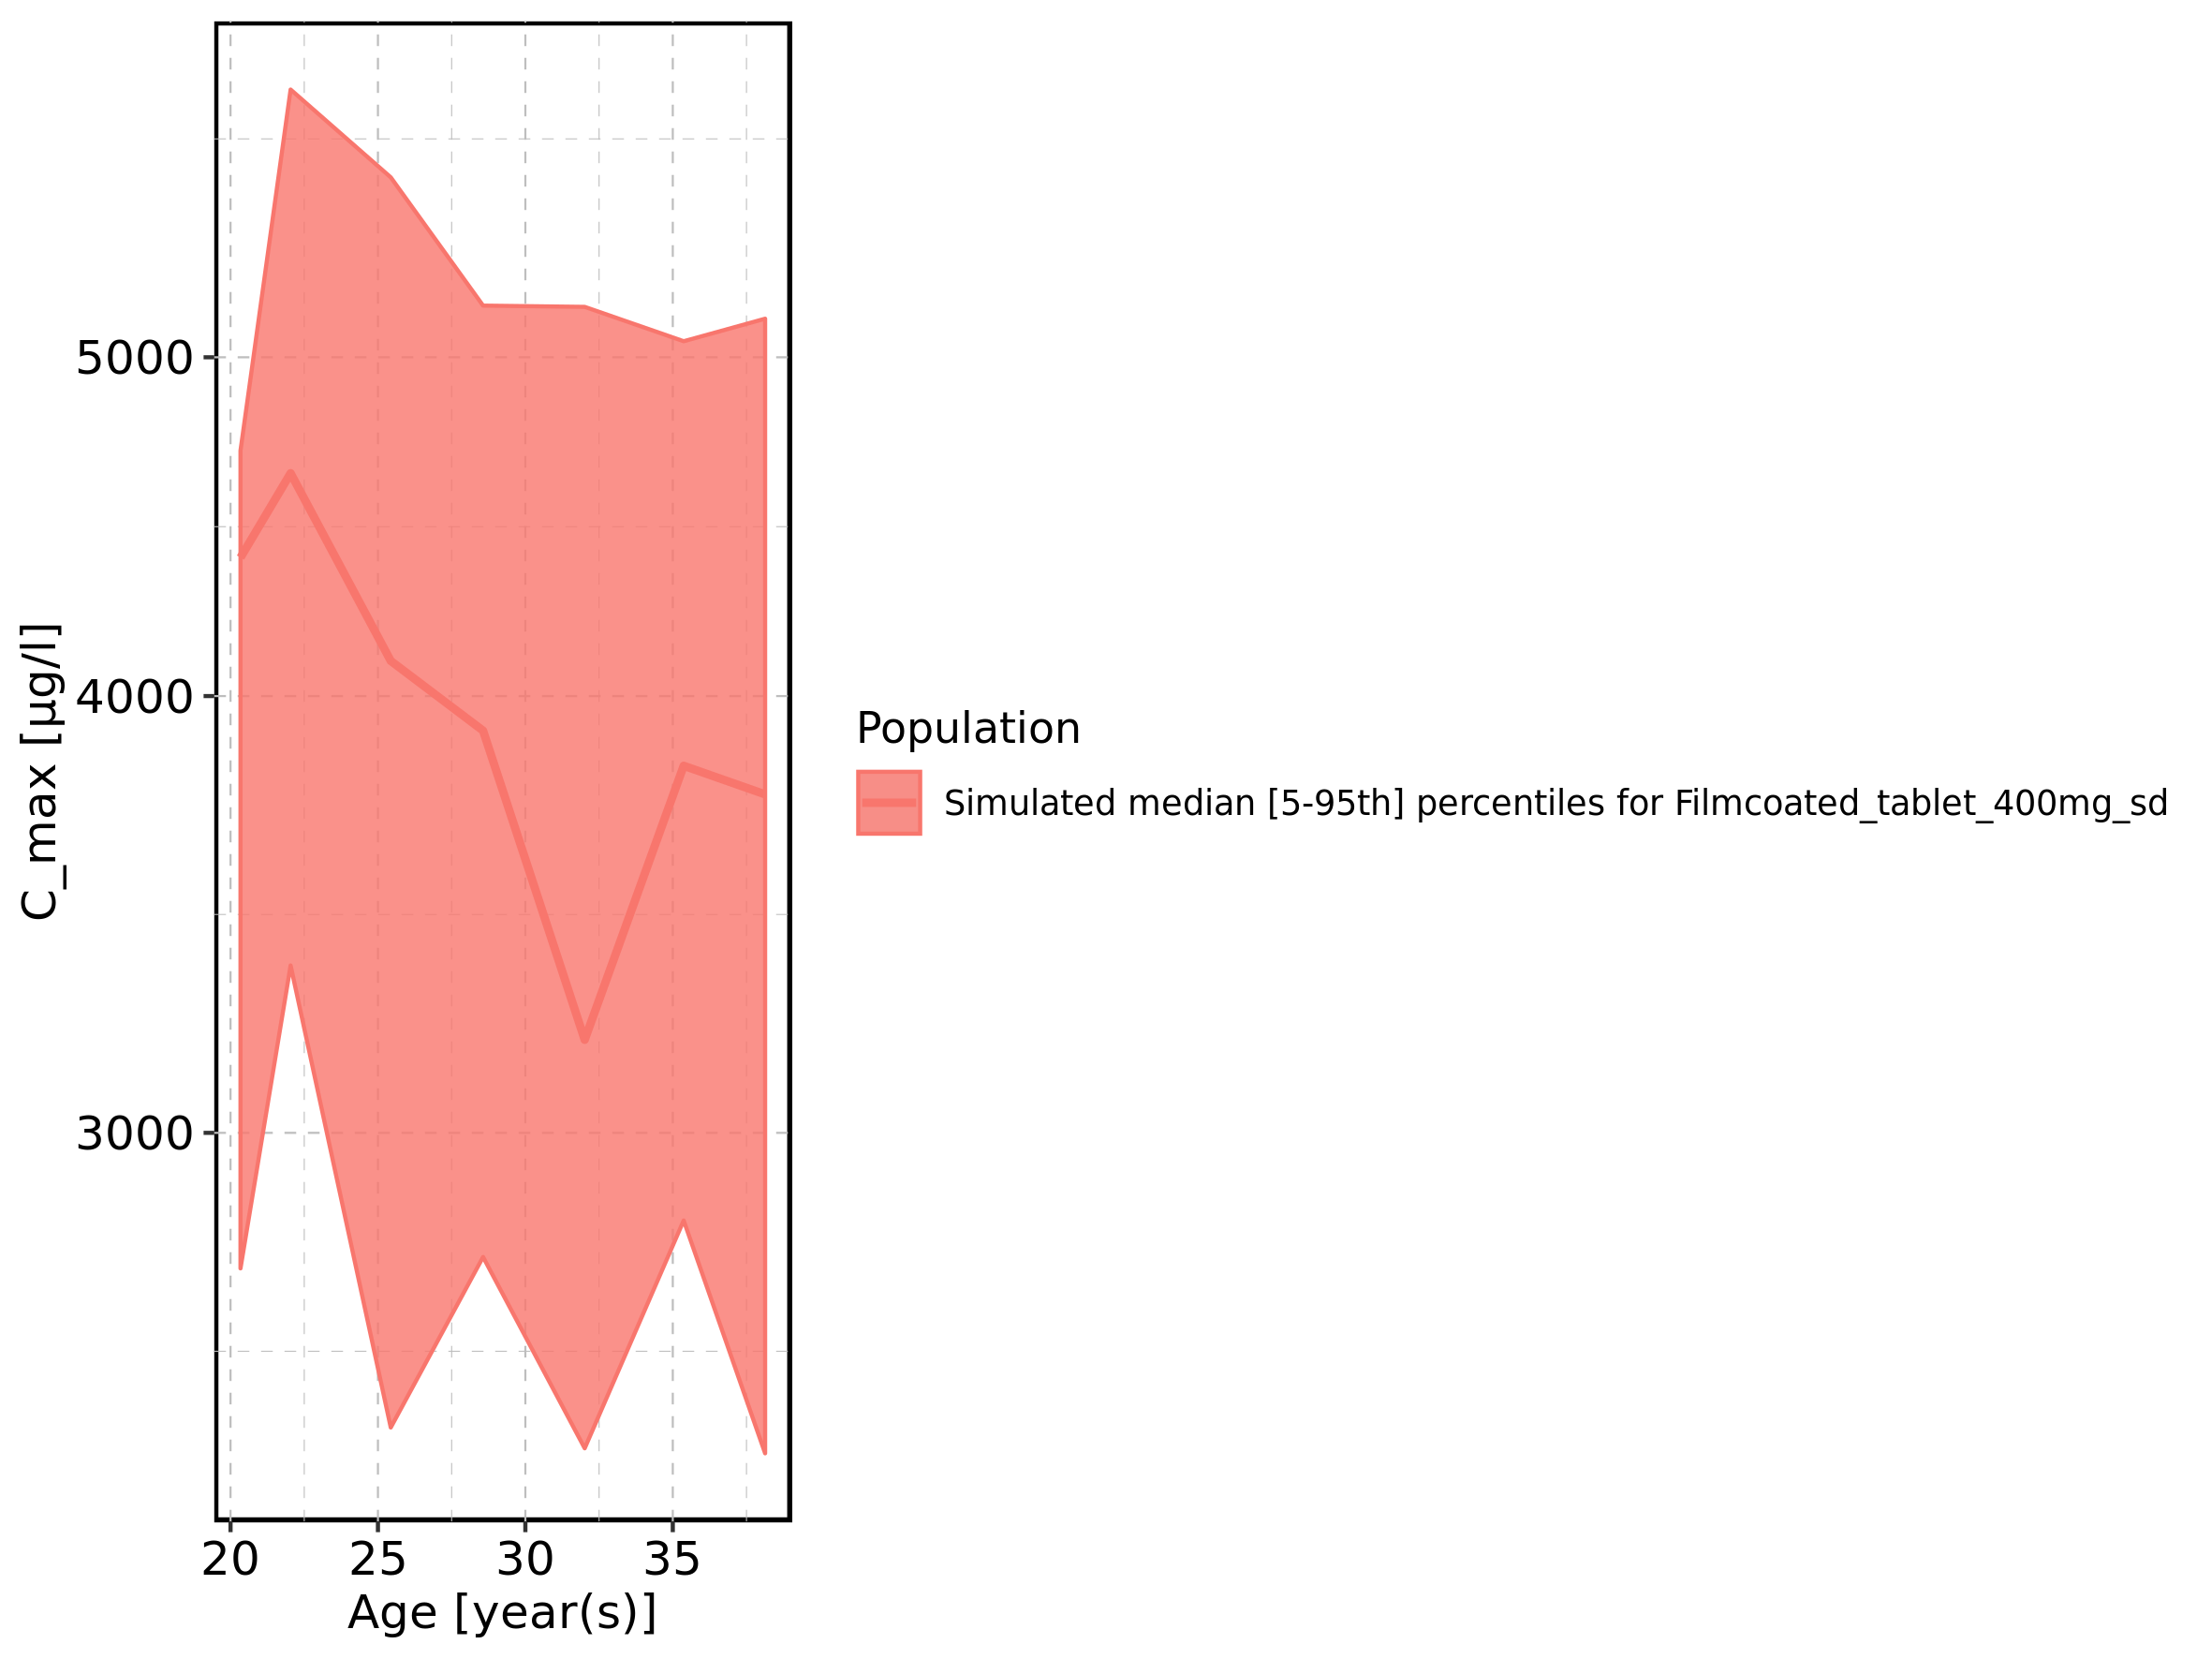 5000
4000
3000
C_max [µg/l]
20 25 30 35
Age [year(s)]
Population
Simulated median [5-95th] percentiles for Filmcoated_tablet_400mg_sd